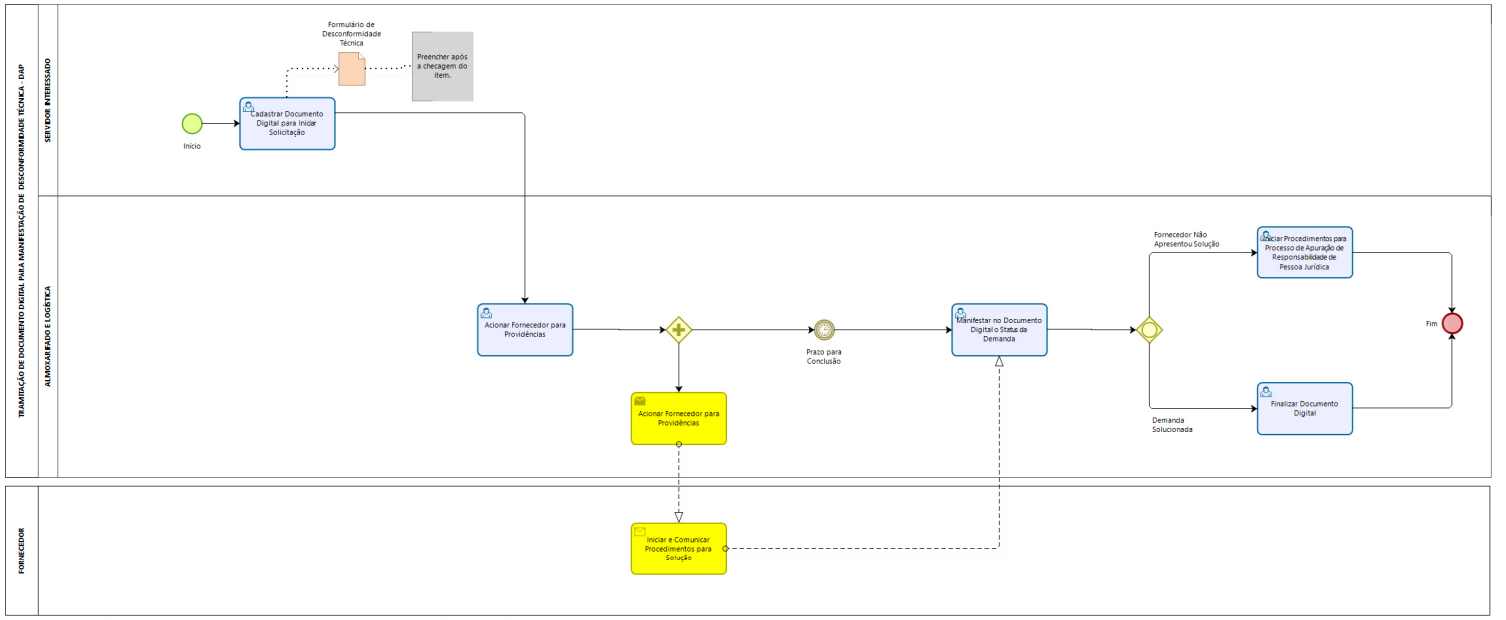 TRAMITAÇÃO DE DOCUMENTO DIGITAL PARA MANIFESTAÇÃO DE DESCONFORMIDADE TÉCNICA - DAP
SERVIDOR INTERESSADO
Formulário de
Desconformidade
Técnica
Preencher após
a checagem do
item.
Início
Cadastrar Documento
Digital para Iniciar
Solicitação
ALMOXARIFADO E LOGÍSTICA
Acionar Fornecedor para
Providências
Acionar Fornecedor para
Providências
Prazo para
Conclusão
Manifestar no Documento
Digital o Status da
Demanda
Fornecedor Não
Apresentou Solução
Iniciar Procedimentos para
Processo de Apuração de
Responsabilidade de
Pessoa Jurídica
Demanda
Solucionada
Finalizar Documento
Digital
Fim
FORNECEDOR
Iniciar e Comunicar
Procedimentos para
Solução